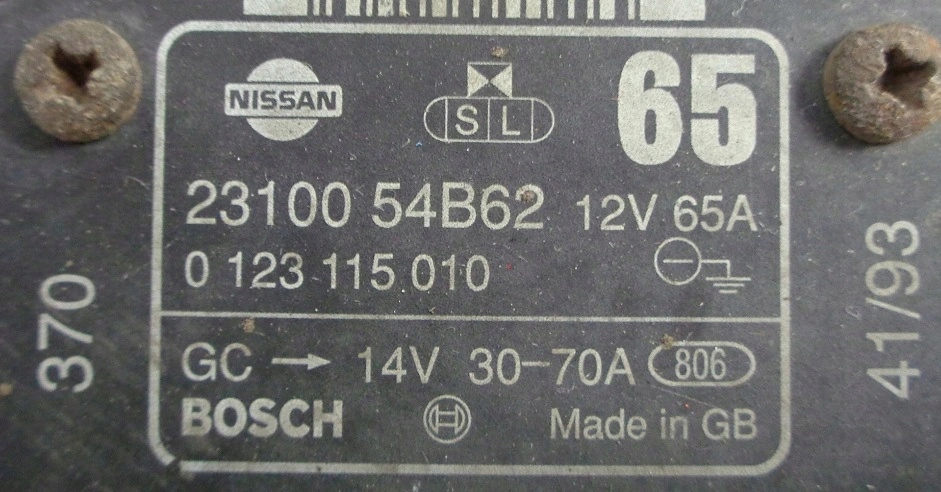 NISSAN
S L
65
23100 54B62 12V 65A
0 123 115 010
GC → 14V 30-70A 806
BOSCH Made in GB
370
41/93